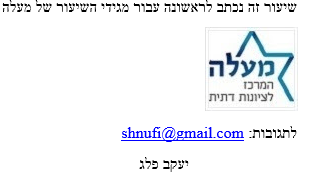 שיעור זה נכתב לראשונה עבור מגידי השיעור של מעלה
מעלה
המרכז
לציונות דתית
לתגובות: shnufi@gmail.com
יעקב פלג